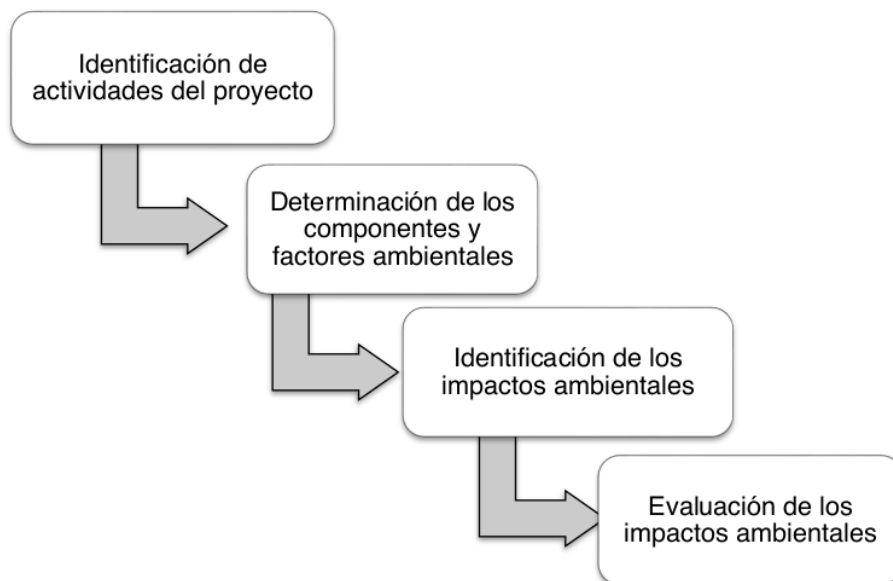 Identificación de
actividades del proyecto
Determinación de los
componentes y
factores ambientales
Identificación de los
impactos ambientales
Evaluación de los
impactos ambientales